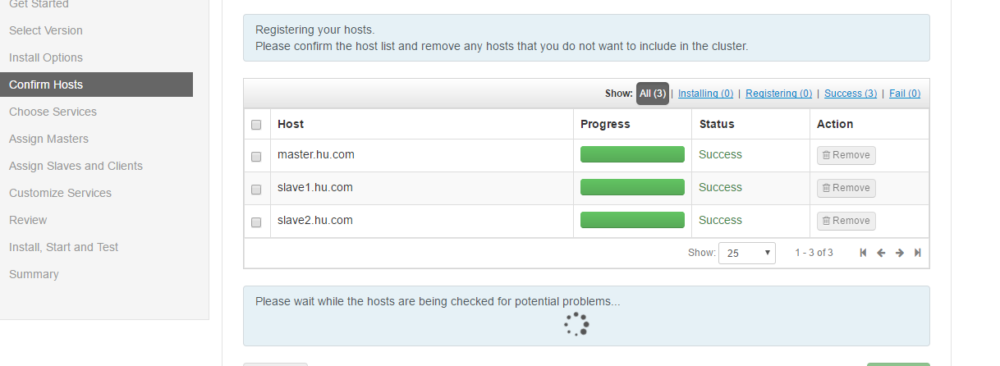 Get Started
Select Version
Install Options
Confirm Hosts
Choose Services
Assign Masters
Assign Slaves and Clients
Customize Services
Review
Install, Start and Test
Summary
Registering your hosts.
Please confirm the host list and remove any hosts that you do not want to include in the cluster.
Show: All (3) | Installing (0) | Registering (0) | Success (3) | Fail (0)
Host Progress Status Action
master.hu.com Success Remove
slave1.hu.com Success Remove
slave2.hu.com Success Remove
Show: 25 1 - 3 of 3
Please wait while the hosts are being checked for potential problems...